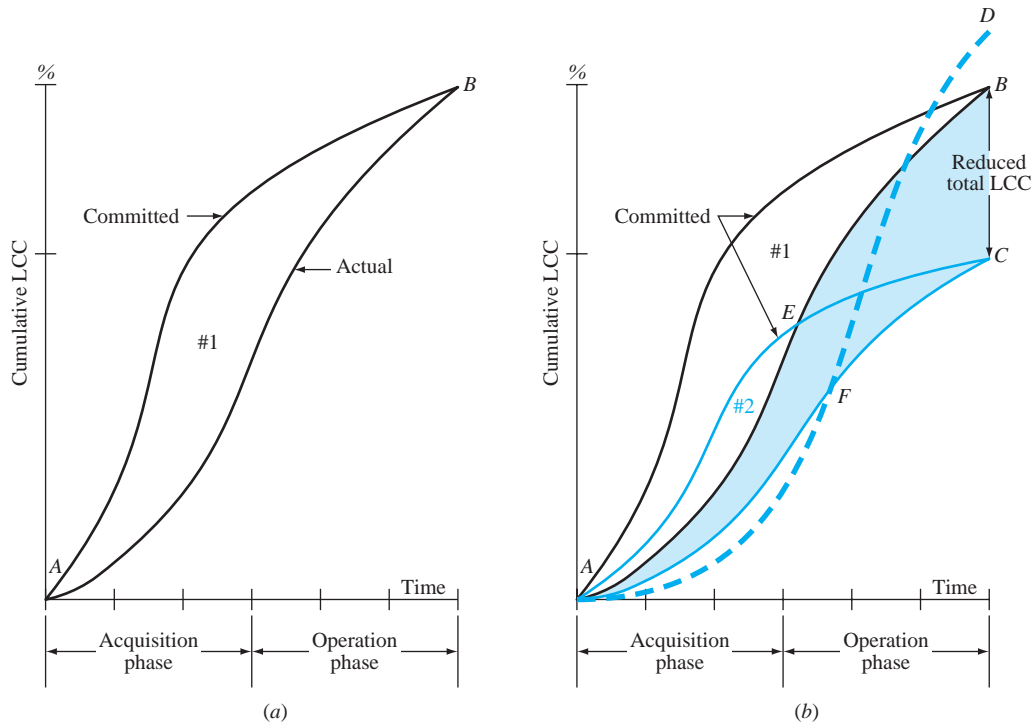 %
B
Committed
Actual
#1
Cumulative LCC
A
Time
Acquisition
phase
Operation
phase
(a)
D
%
B
Reduced
total LCC
Committed
#1
C
E
Cumulative LCC
#2
F
A
Time
Acquisition
phase
Operation
phase
(b)